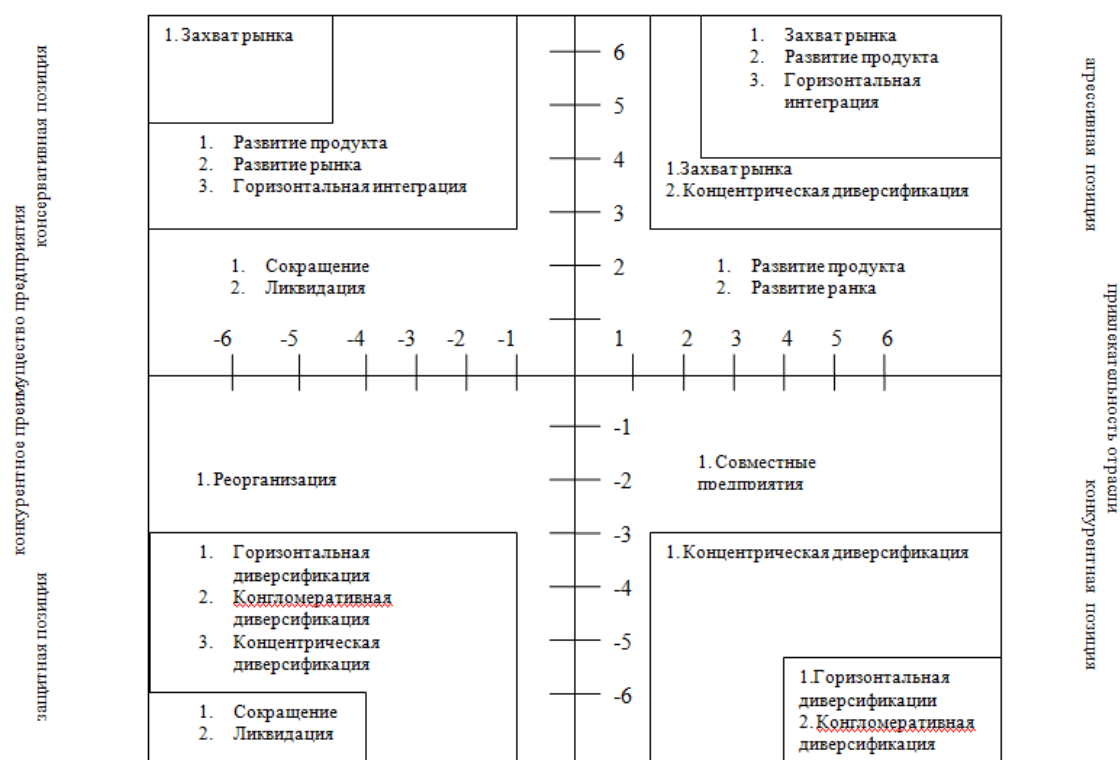 консервативная позиция
конкурентное преимущество предприятия
защитная позиция
1. Захват рынка
1. Развитие продукта
2. Развитие рынка
3. Горизонтальная интеграция
1. Сокращение
2. Ликвидация
6
5
4
3
2
1. Захват рынка
2. Развитие продукта
3. Горизонтальная
интеграция
1.Захват рынка
2. Концентрическая диверсификация
1. Развитие продукта
2. Развитие ранка
-6 -5 -4 -3 -2 -1 1 2 3 4 5 6
1. Реорганизация
-1
-2
-3
-4
-5
-6
1. Совместные
предприятия
1. Горизонтальная
диверсификация
2. Конгломеративная
диверсификация
3. Концентрическая
диверсификация
1. Сокращение
2. Ликвидация
1. Концентрическая диверсификация
1.Горизонтальная
диверсификации
2. Конгломеративная
диверсификация
агрессивная позиция
привлекательность отрасли
конкурентная позиция